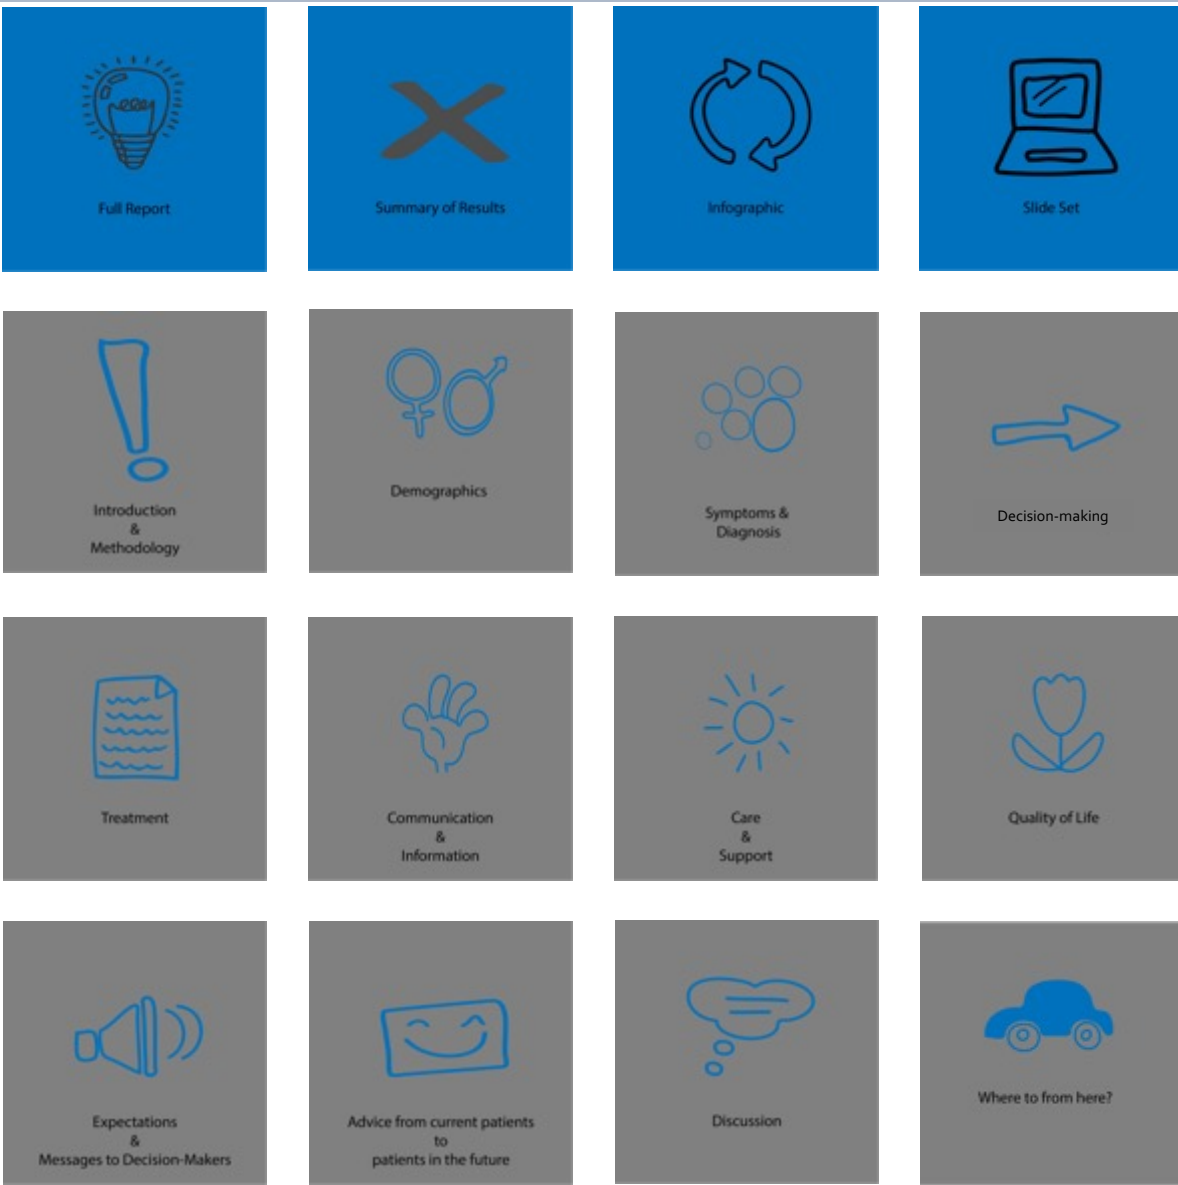 Full Report
Summary of Results
Infographic
Slide Set
Introduction
&
Methodology
Demographics
Symptoms &
Diagnosis
Decision-making
Treatment
Communication
&
Information
Care
&
Support
Quality of Life
Expectations
&
Messages to Decision-Makers
Advice from current patients
to
patients in the future
Discussion
Where to from here?